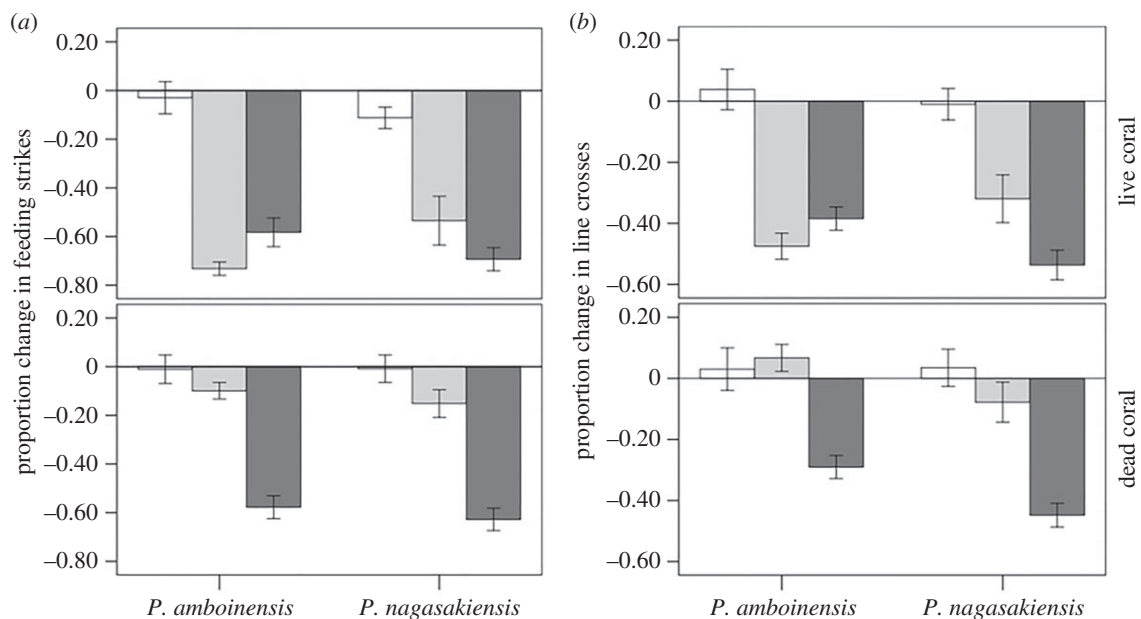 (a)
0.20
0
–0.20
–0.40
–0.60
–0.80
0.20
0
–0.20
–0.40
–0.60
–0.80
proportion change in feeding strikes
P. amboinensis P. nagasakiensis
(b)
0.20
0
–0.20
–0.40
–0.60
0.20
0
–0.20
–0.40
–0.60
proportion change in line crosses
P. amboinensis P. nagasakiensis
live coral
dead coral